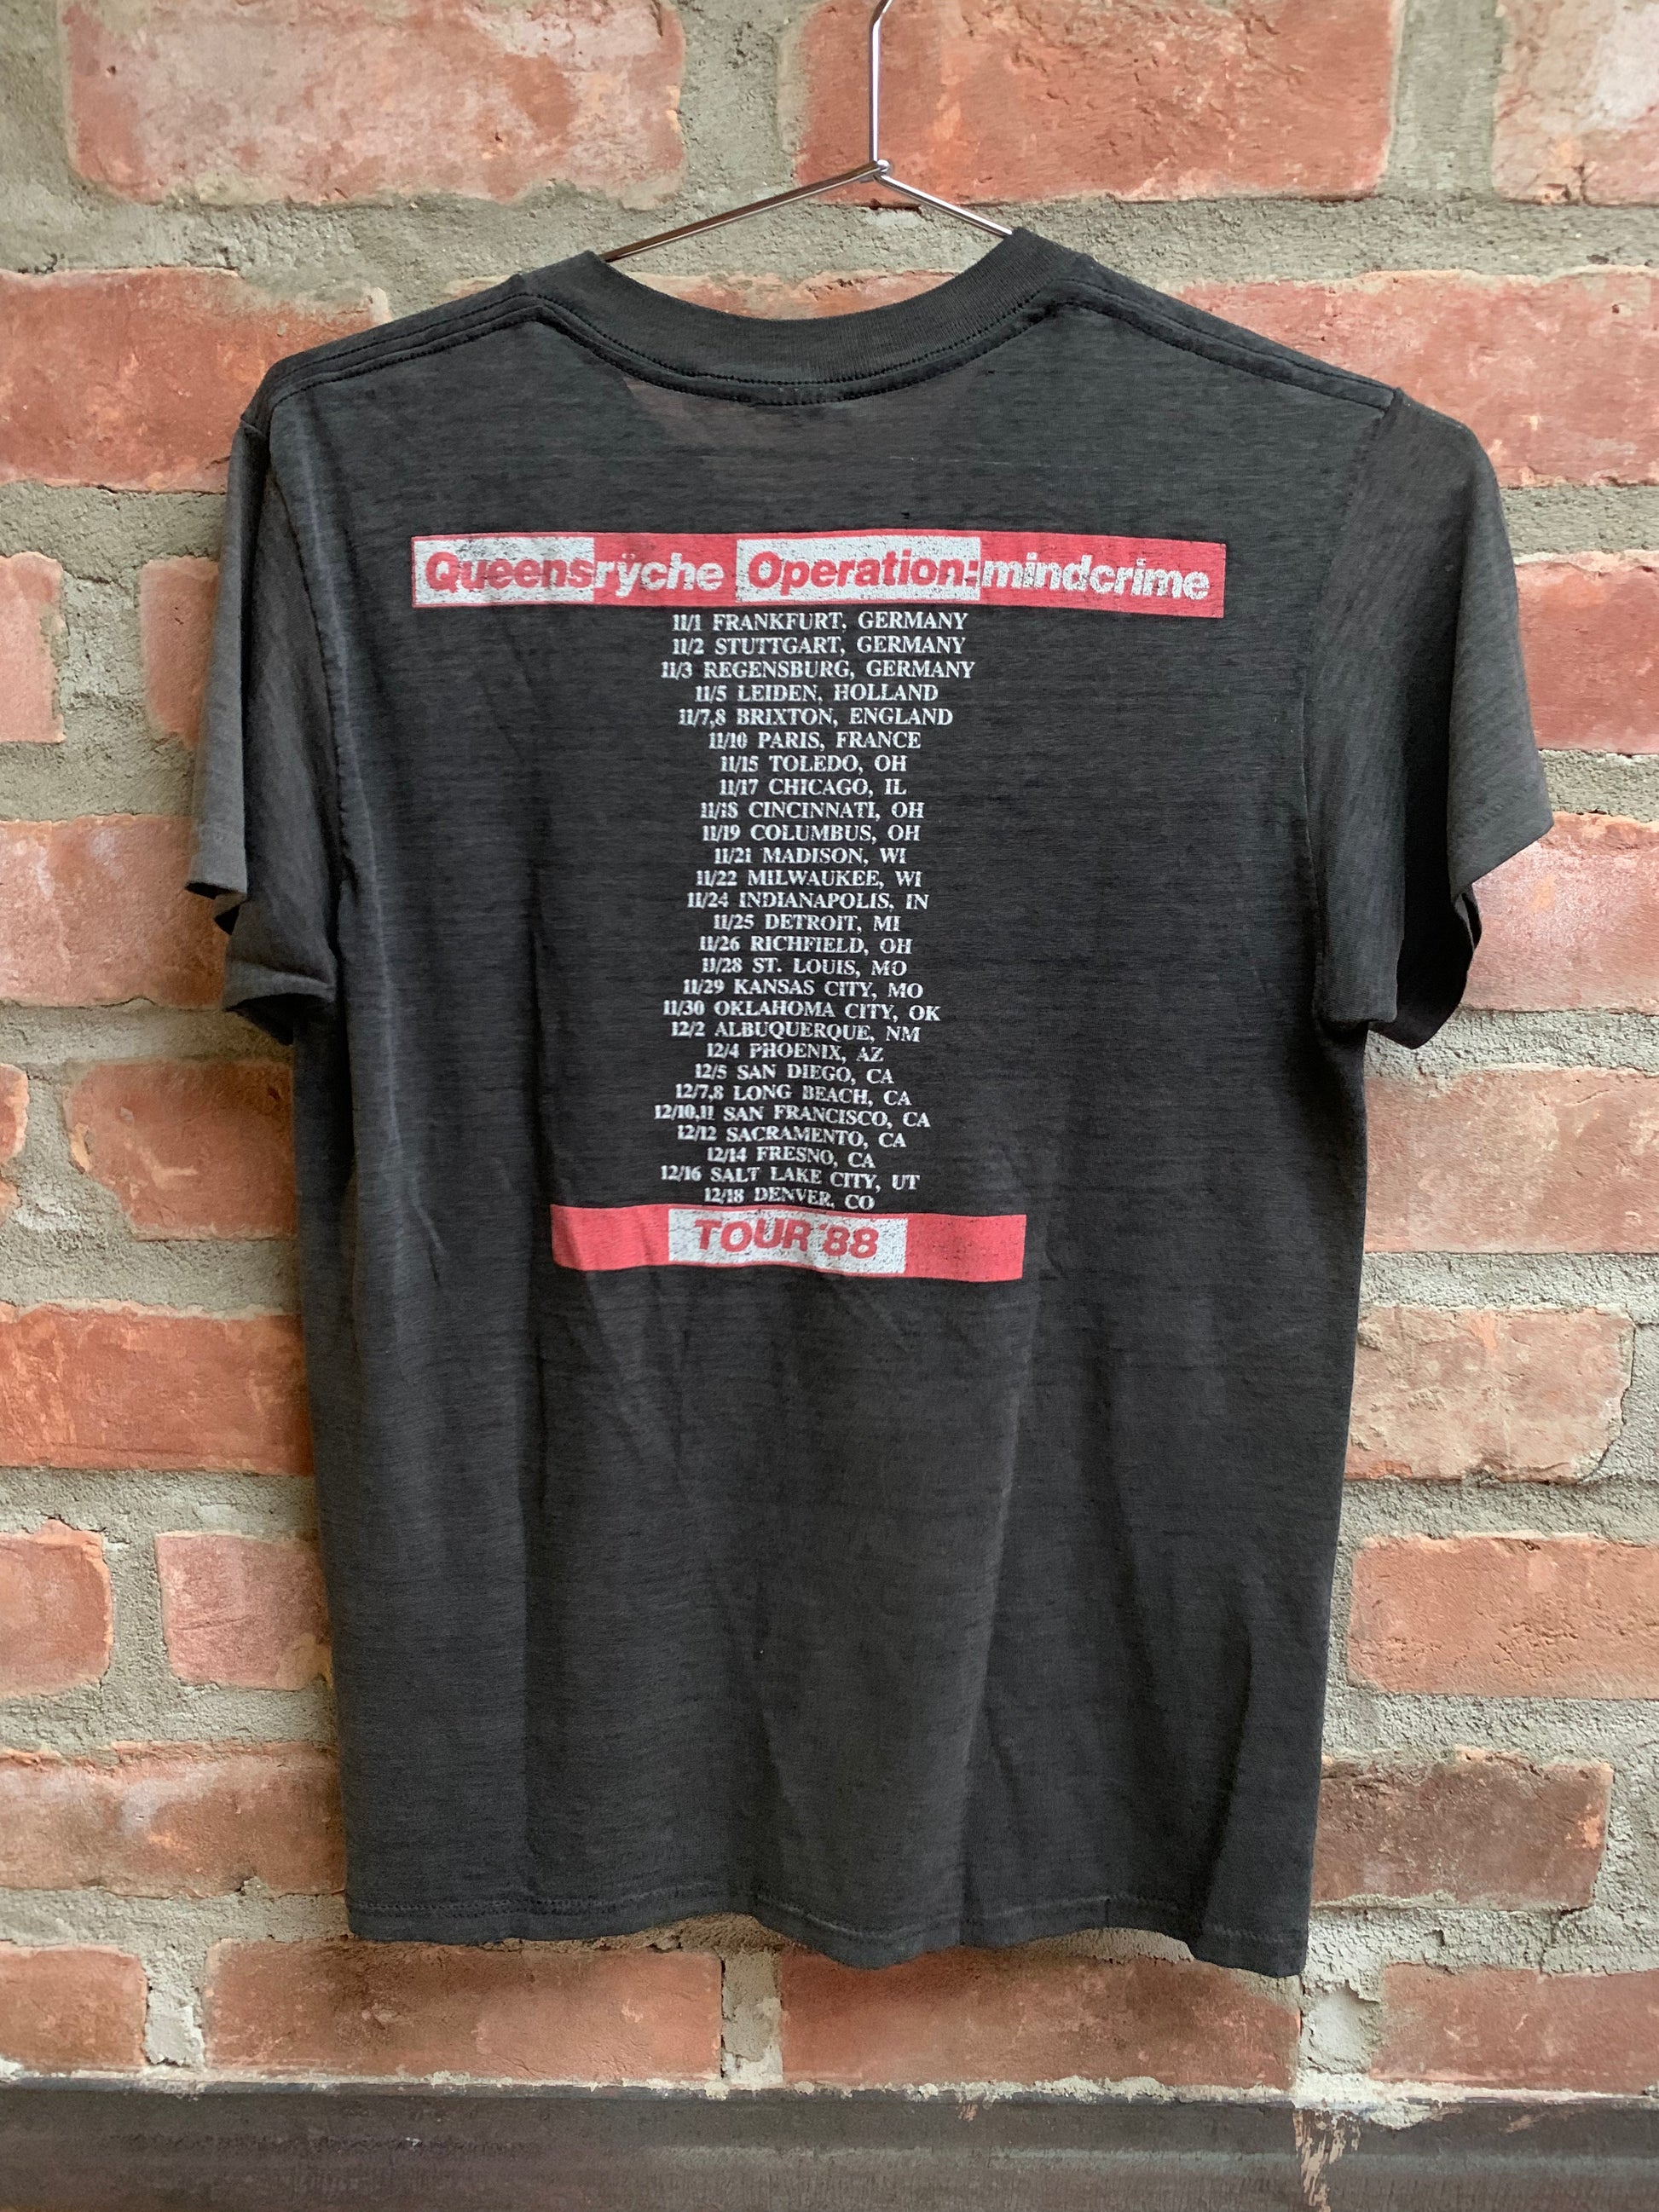 Queensrÿche Operation:mindcrime
11/1 FRANKFURT, GERMANY
11/2 STUTTGART, GERMANY
11/3 REGENSBURG, GERMANY
11/5 LEIDEN, HOLLAND
11/7,8 BRIXTON, ENGLAND
11/10 PARIS, FRANCE
11/15 TOLEDO, OH
11/17 CHICAGO, IL
11/18 CINCINNATI, OH
11/19 COLUMBUS, OH
11/21 MADISON, WI
11/22 MILWAUKEE, WI
11/24 INDIANAPOLIS, IN
11/25 DETROIT, MI
11/26 RICHFIELD, OH
11/28 ST. LOUIS, MO
11/29 KANSAS CITY, MO
11/30 OKLAHOMA CITY, OK
12/2 ALBUQUERQUE, NM
12/4 PHOENIX, AZ
12/5 SAN DIEGO, CA
12/7,8 LONG BEACH, CA
12/10,11 SAN FRANCISCO, CA
12/12 SACRAMENTO, CA
12/14 FRESNO, CA
12/16 SALT LAKE CITY, UT
12/18 DENVER, CO
TOUR '88